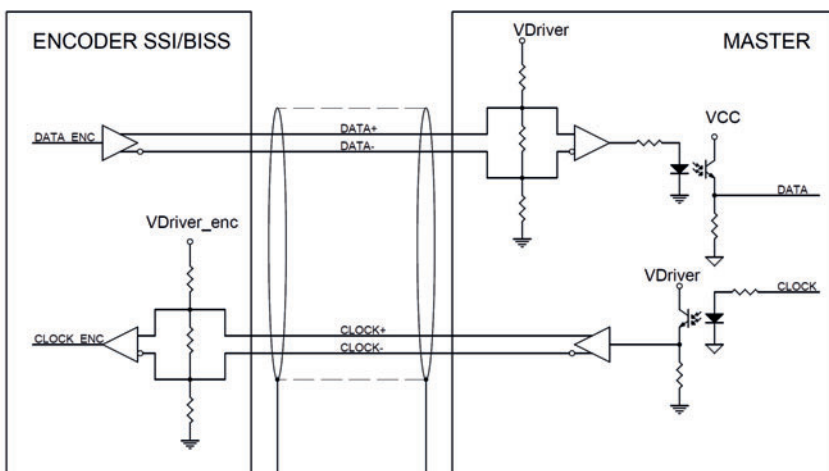 ENCODER SSI/BISS
VDriver
MASTER
DATA_ENC
DATA+
DATA-
VCC
DATA
VDriver_enc
VDriver
CLOCK
CLOCK_ENC
CLOCK+
CLOCK-